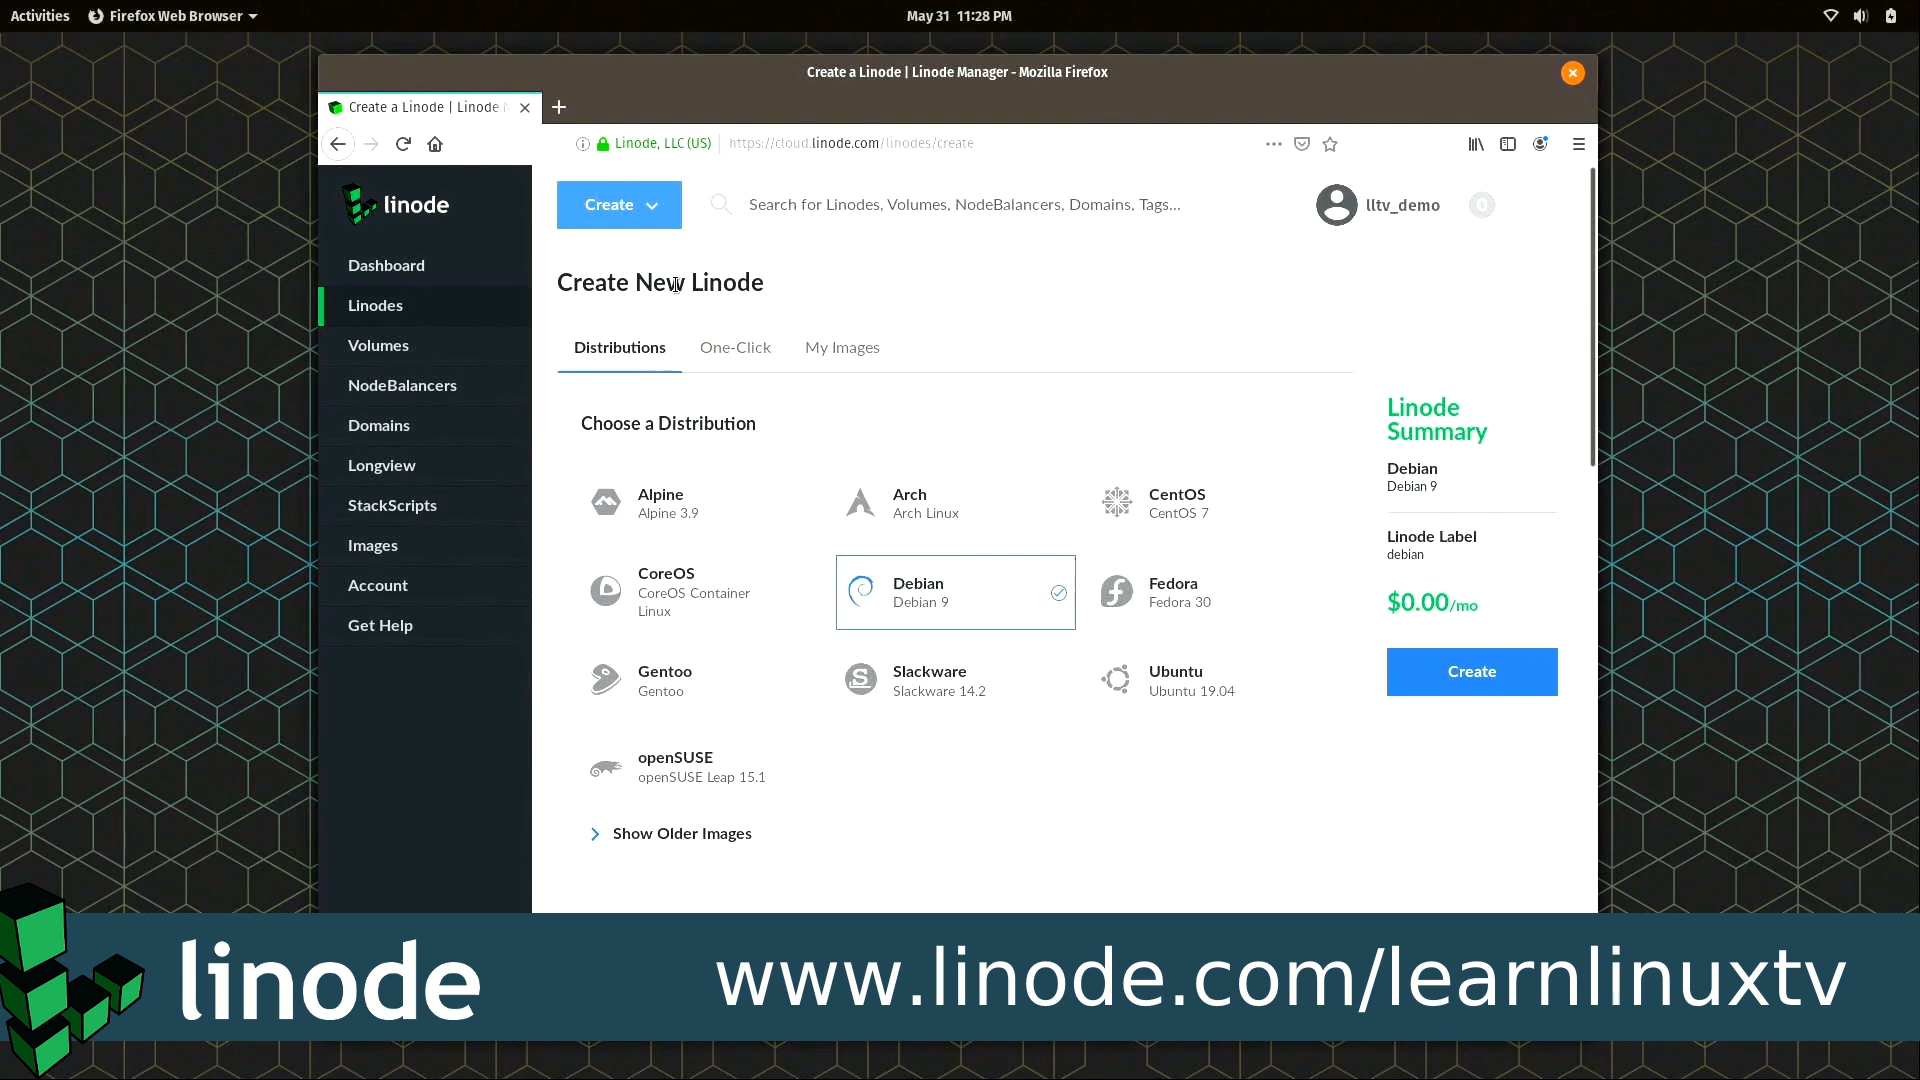 Activities
Firefox Web Browser
May 31 11:28 PM
Create a Linode | Linode Manager - Mozilla Firefox
Create a Linode | Linode
Linode, LLC (US)
https://cloud.linode.com/linodes/create
linode
Create
Search for Linodes, Volumes, NodeBalancers, Domains, Tags...
lltv_demo
0
Dashboard
Linodes
Volumes
NodeBalancers
Domains
Longview
StackScripts
Images
Account
Get Help
Create New Linode
Distributions
One-Click
My Images
Choose a Distribution
Alpine
Alpine 3.9
Arch
Arch Linux
CentOS
CentOS 7
CoreOS
CoreOS Container
Linux
Debian
Debian 9
Fedora
Fedora 30
Gentoo
Gentoo
Slackware
Slackware 14.2
Ubuntu
Ubuntu 19.04
openSUSE
openSUSE Leap 15.1
Show Older Images
Linode
Summary
Debian
Debian 9
Linode Label
debian
$0.00/mo
Create
linode
www.linode.com/learnlinuxtv